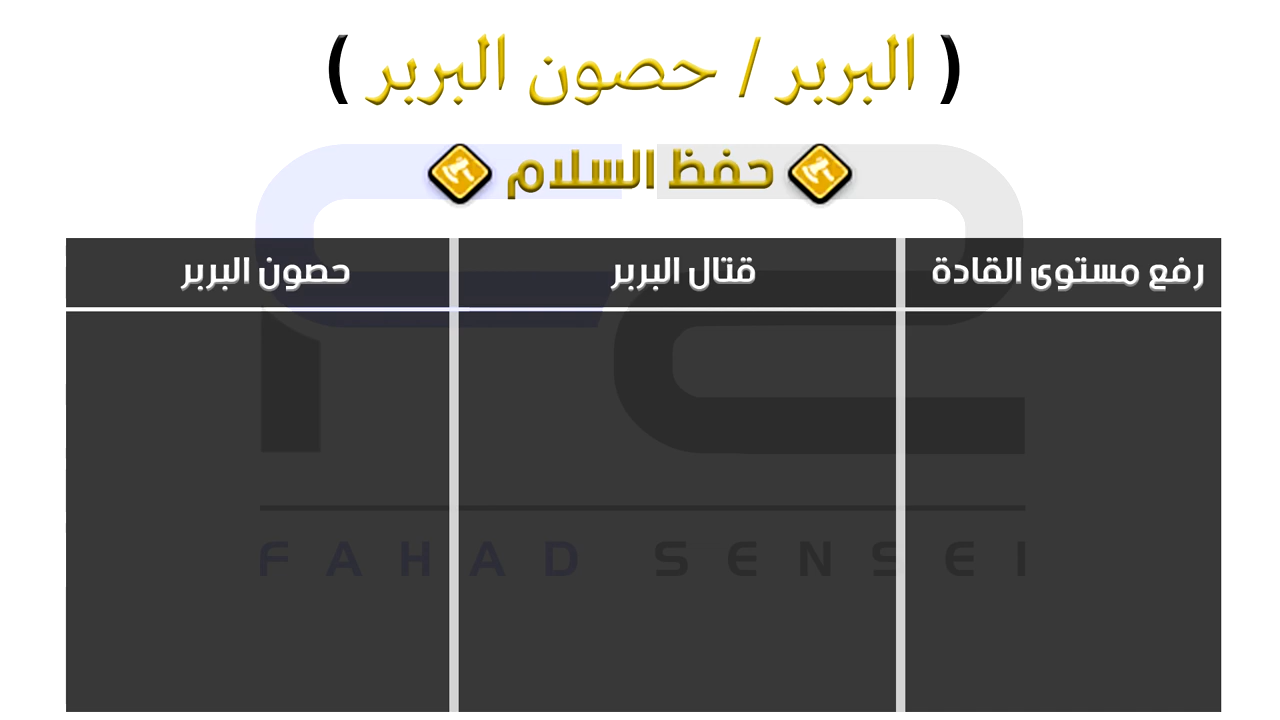 ( البربر / حصون البربر )
حفظ السلام
رفع مستوى القادة
قتال البربر
حصون البربر
FAHAD SENSEI